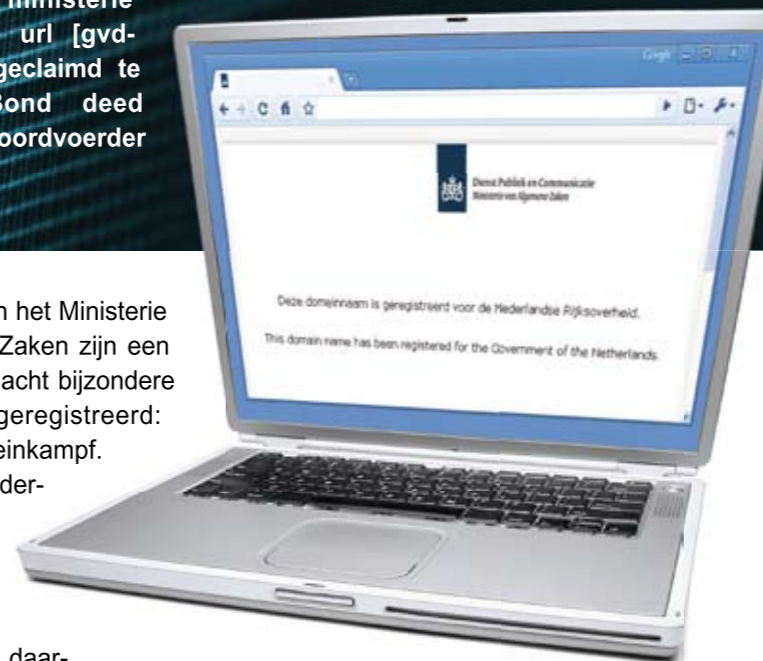 ministerie
url [gvd-
geclaimd te
Bond deed
oordvoerder
Google
Dienst Publiek en Communicatie
Ministerie van Algemene Zaken
Deze domeinnaam is geregistreerd voor de Nederlandse Rijksoverheid.
This domain name has been registered for the Government of the Netherlands.
n het Ministerie
Zaken zijn een
acht bijzondere
geregistreerd:
einkampf.
der-
daar-